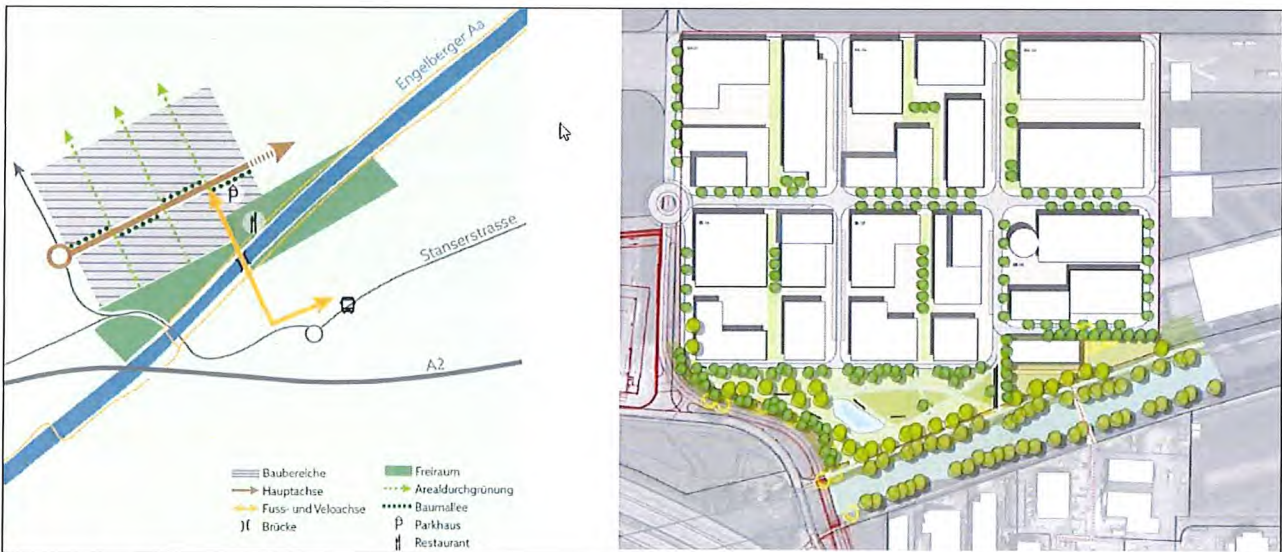 Engelberger Aa
Stanserstrasse
A2
Baubereiche
Hauptachse
Fuss- und Veloachse
Brücke
Freiraum
Arealdurchgrünung
Baumallee
Parkhaus
Restaurant